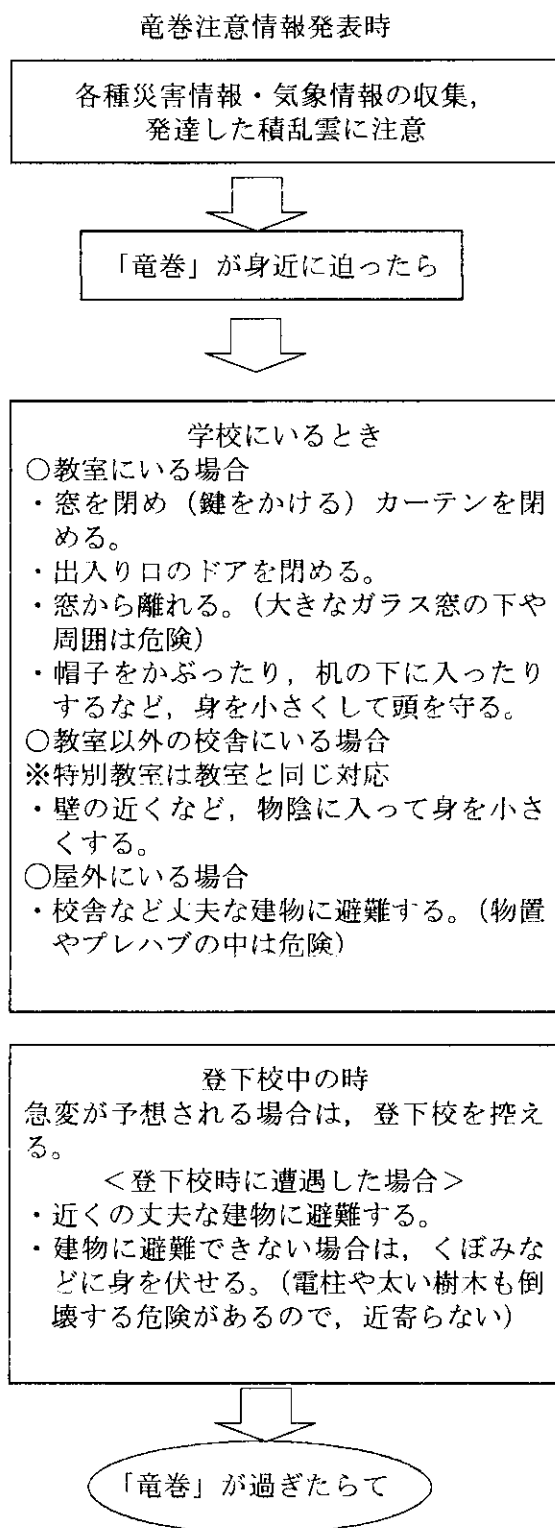 竜巻注意情報発表時
各種災害情報・気象情報の収集，
発達した積乱雲に注意
「竜巻」が身近に迫ったら
学校にいるとき
○教室にいる場合
・窓を閉め（鍵をかける）カーテンを閉
める。
・出入り口のドアを閉める。
・窓から離れる。（大きなガラス窓の下や
周囲は危険）
・帽子をかぶったり，机の下に入ったり
するなど，身を小さくして頭を守る。
○教室以外の校舎にいる場合
※特別教室は教室と同じ対応
・壁の近くなど，物陰に入って身を小さ
くする。
○屋外にいる場合
・校舎など丈夫な建物に避難する。（物置
やプレハブの中は危険）
登下校中の時
急変が予想される場合は，登下校を控え
る。
＜登下校時に遭遇した場合＞
・近くの丈夫な建物に避難する。
・建物に避難できない場合は，くぼみな
どに身を伏せる。（電柱や太い樹木も倒
壊する危険があるので，近寄らない）
「竜巻」が過ぎたらて